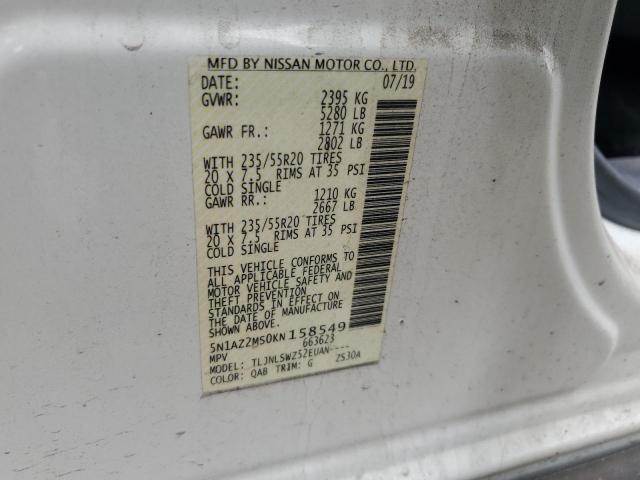 MFD BY NISSAN MOTOR CO., LTD.
DATE: 07/19
GVWR: 2395 KG
5280 LB
GAWR FR.: 1271 KG
2802 LB
WITH 235/55R20 TIRES
20 X 7.5 RIMS AT 35 PSI
COLD SINGLE
GAWR RR.: 1210 KG
2667 LB
WITH 235/55R20 TIRES
20 X 7.5 RIMS AT 35 PSI
COLD SINGLE
THIS VEHICLE CONFORMS TO
ALL APPLICABLE FEDERAL
MOTOR VEHICLE SAFETY AND
THEFT PREVENTION
STANDARDS IN EFFECT ON
THE DATE OF MANUFACTURE
SHOWN ABOVE.
5N1AZ2MS0KN158549
MPV 663623
MODEL: TLJNLSWZ52EUAN----
COLOR: QAB TRIM: G ZS30A